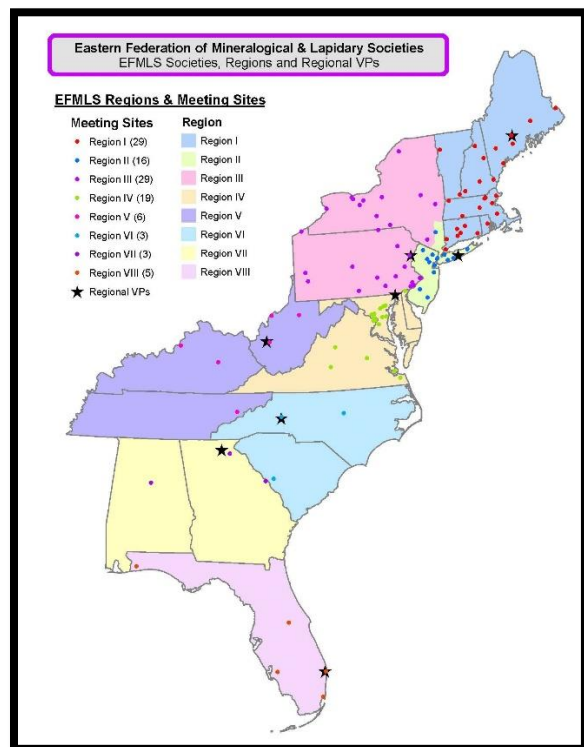 Eastern Federation of Mineralogical & Lapidary Societies
EFMLS Societies, Regions and Regional VPs
EFMLS Regions & Meeting Sites
Meeting Sites
Region I (29)
Region II (16)
Region III (29)
Region IV (19)
Region V (6)
Region VI (3)
Region VII (3)
Region VIII (5)
Regional VPs
Region
Region I
Region II
Region III
Region IV
Region V
Region VI
Region VII
Region VIII